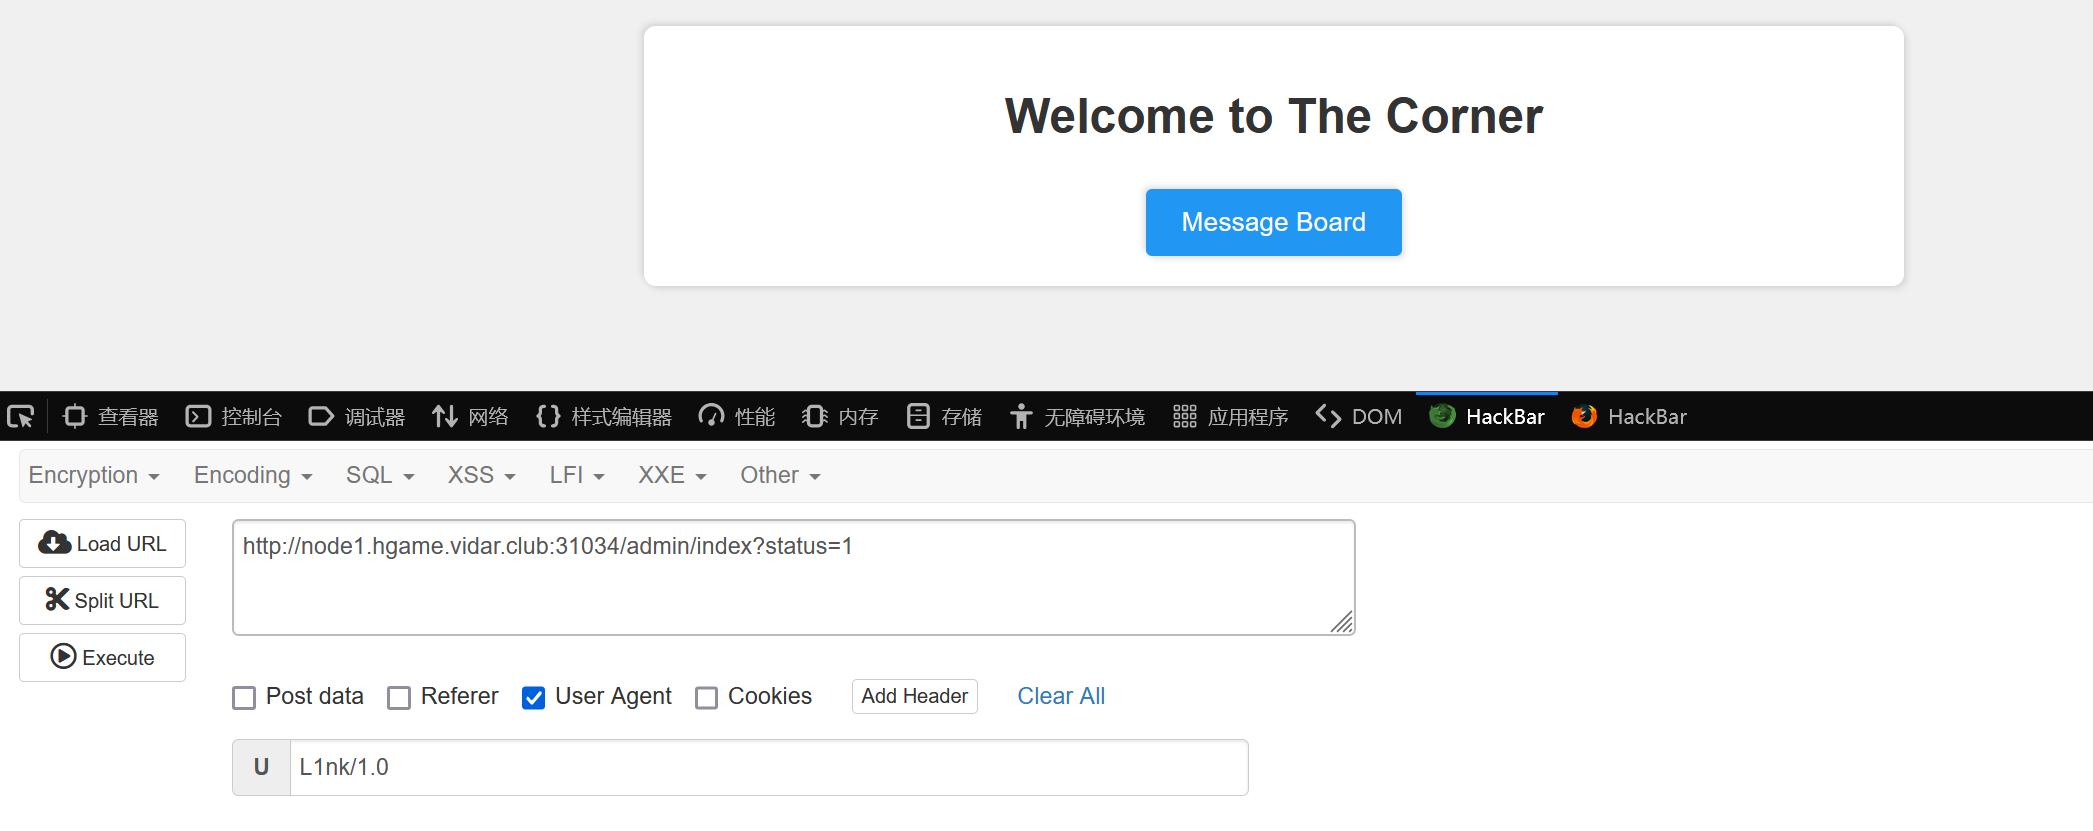 Welcome to The Corner
Message Board
查看器 控制台 调试器 网络 样式编辑器 性能 内存 存储 无障碍环境 应用程序 DOM HackBar HackBar
Encryption Encoding SQL XSS LFI XXE Other
Load URL
http://node1.hgame.vidar.club:31034/admin/index?status=1
Split URL
Execute
Post data Referer User Agent Cookies Add Header Clear All
U L1nk/1.0